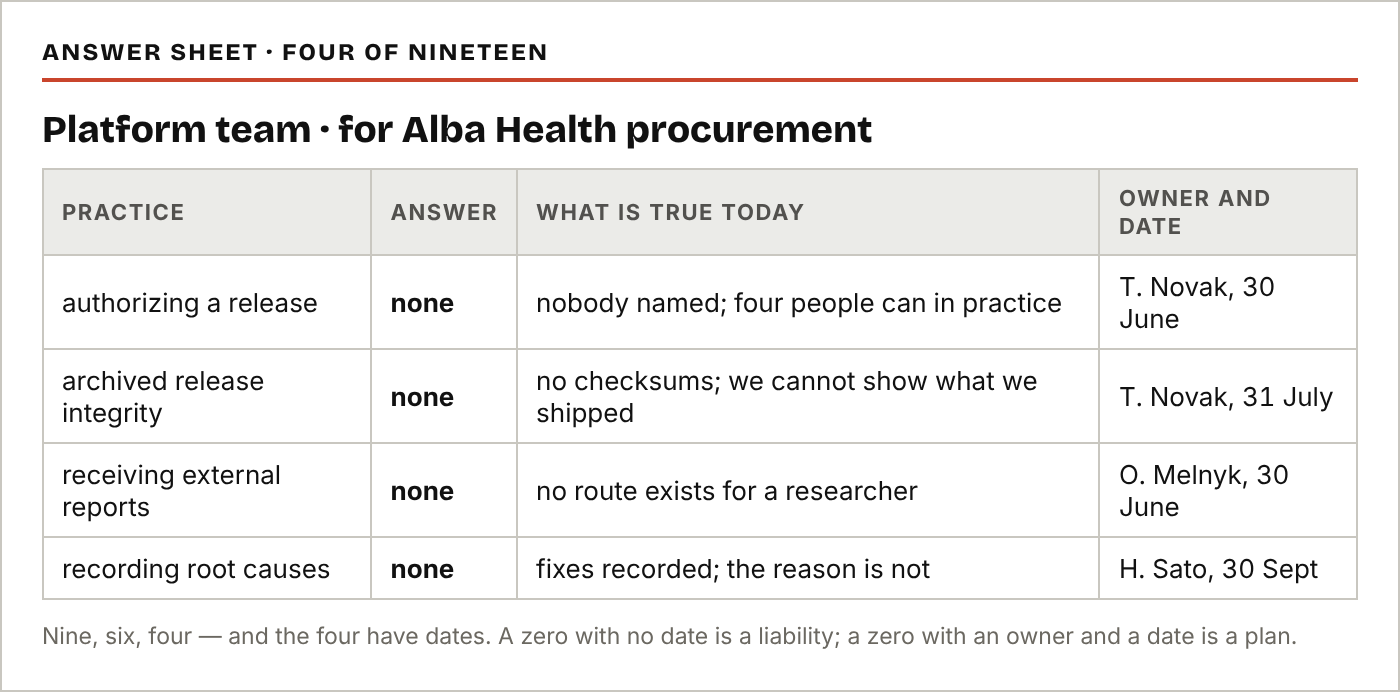 ANSWER SHEET · FOUR OF NINETEEN
Platform team · for Alba Health procurement
PRACTICE
ANSWER
WHAT IS TRUE TODAY
OWNER AND
DATE
authorizing a release
none
nobody named; four people can in practice
T. Novak, 30
June
archived release
integrity
none
no checksums; we cannot show what we
shipped
T. Novak, 31 July
receiving external
reports
none
no route exists for a researcher
O. Melnyk, 30
June
recording root causes
none
fixes recorded; the reason is not
H. Sato, 30 Sept
Nine, six, four — and the four have dates. A zero with no date is a liability; a zero with an owner and a date is a plan.